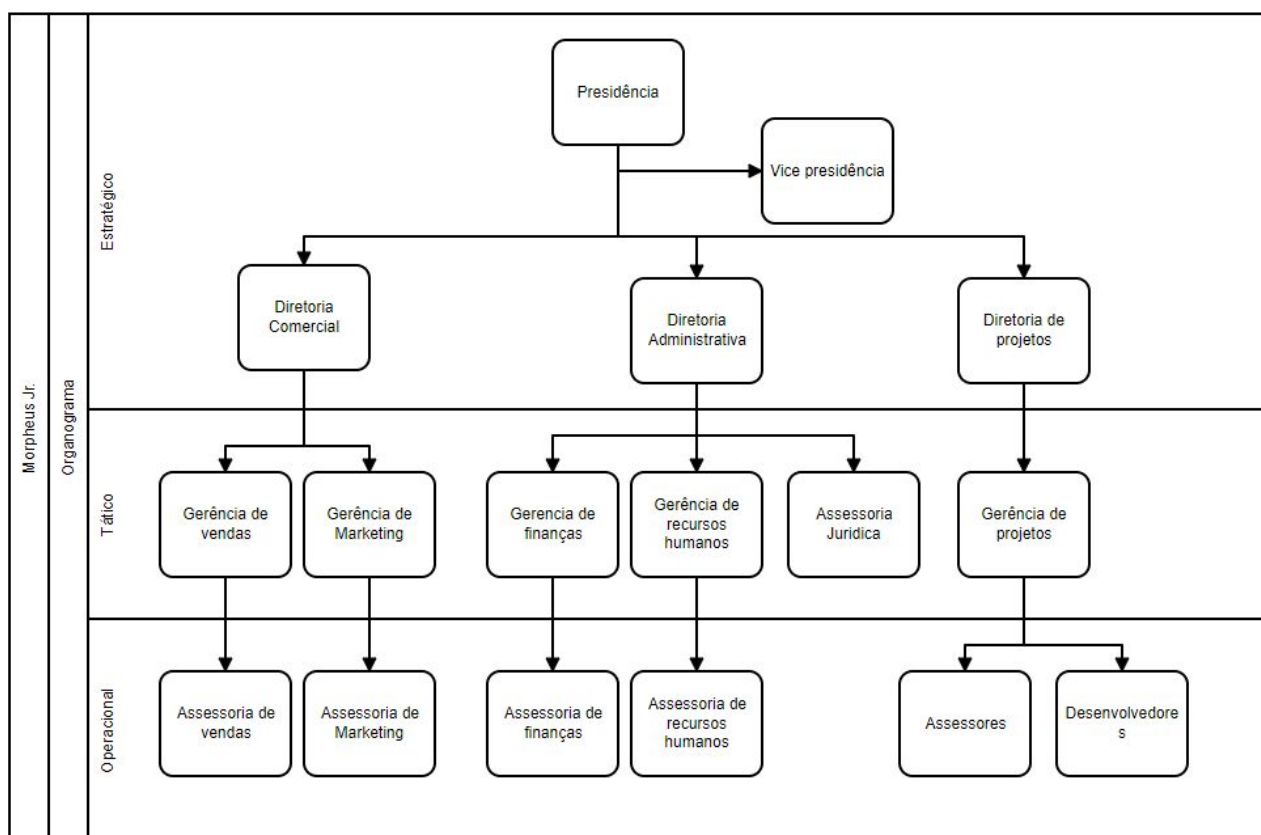 Morpheus Jr.
Organograma
Estratégico
Presidência
Vice presidência
Diretoria
Comercial
Diretoria
Administrativa
Diretoria de
projetos
Tático
Gerência de
vendas
Gerência de
Marketing
Gerencia de
finanças
Gerência de
recursos
humanos
Assessoria
Juridica
Gerência de
projetos
Operacional
Assessoria de
vendas
Assessoria de
Marketing
Assessoria de
finanças
Assessoria de
recursos
humanos
Assessores
Desenvolvedore
s